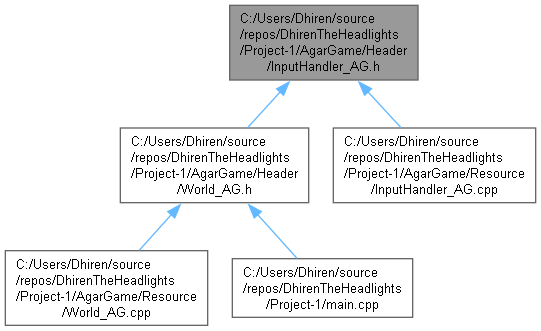 C:/Users/Dhiren/source
/repos/DhirenTheHeadlights
/Project-1/AgarGame/Header
/InputHandler_AG.h
C:/Users/Dhiren/source
/repos/DhirenTheHeadlights
/Project-1/AgarGame/Header
/World_AG.h
C:/Users/Dhiren/source
/repos/DhirenTheHeadlights
/Project-1/AgarGame/Resource
/InputHandler_AG.cpp
C:/Users/Dhiren/source
/repos/DhirenTheHeadlights
/Project-1/AgarGame/Resource
/World_AG.cpp
C:/Users/Dhiren/source
/repos/DhirenTheHeadlights
/Project-1/main.cpp